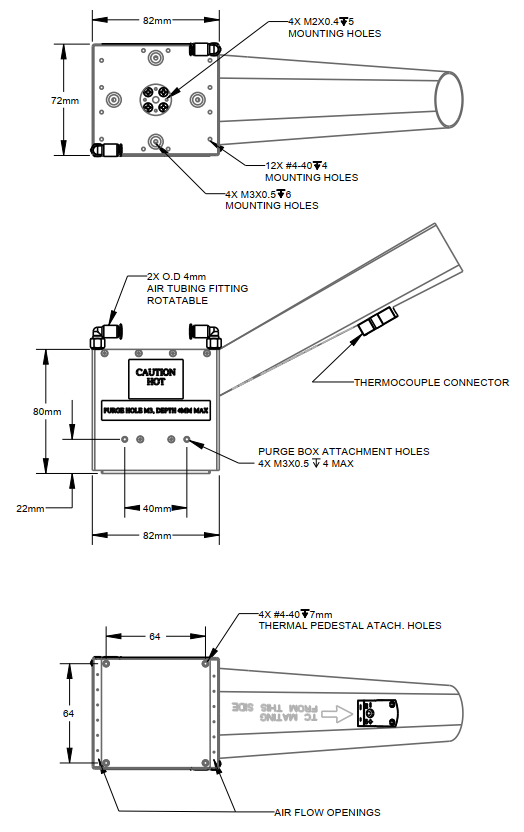 82mm
4X M2X0.4↧5
MOUNTING HOLES
72mm
12X #4-40↧4
MOUNTING HOLES
4X M3X0.5↧6
MOUNTING HOLES
2X O.D 4mm
AIR TUBING FITTING
ROTATABLE
CAUTION
HOT
THERMOCOUPLE CONNECTOR
80mm
PURGE HOLE M3, DEPTH 4MM MAX
PURGE BOX ATTACHMENT HOLES
4X M3X0.5 ↧ 4 MAX
22mm
40mm
82mm
4X #4-40↧7mm
THERMAL PEDESTAL ATACH. HOLES
64
64
TC MATING
FROM THIS
SIDE
AIR FLOW OPENINGS